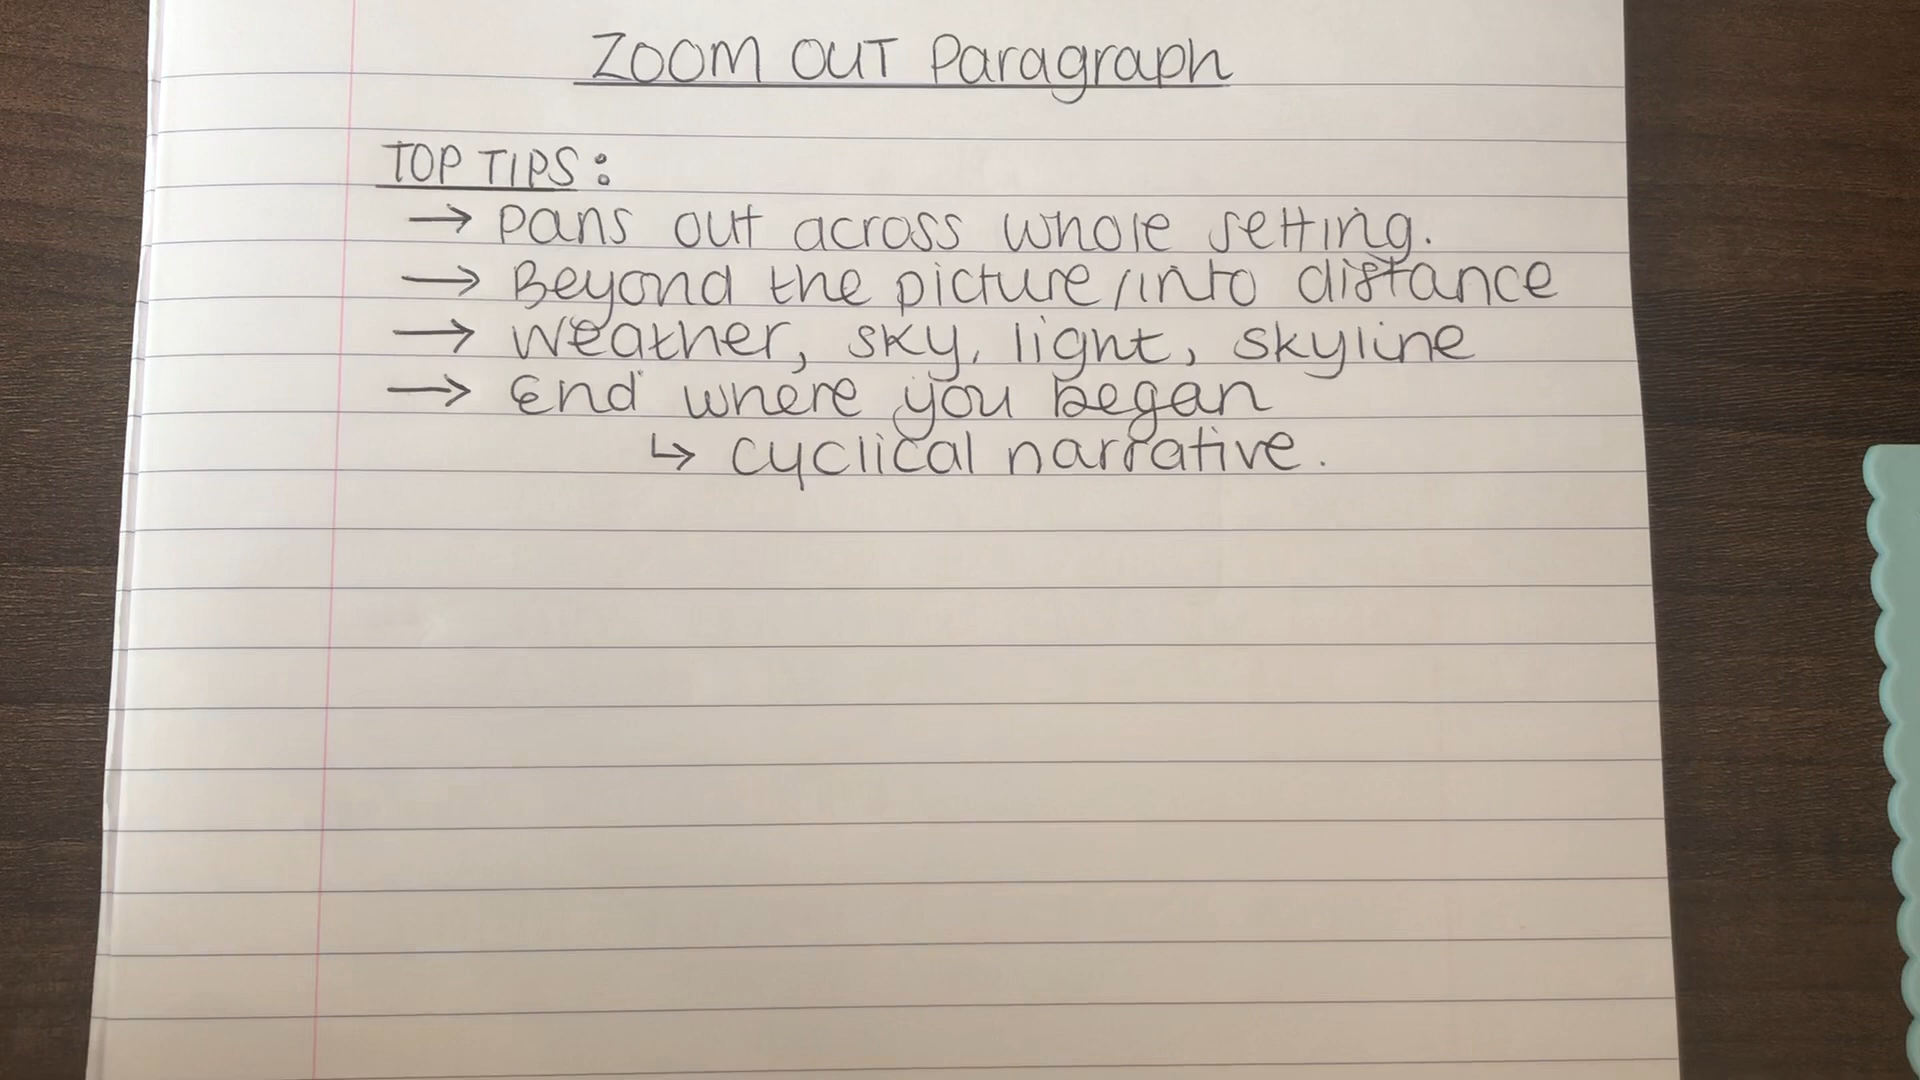 ZOOM OUT Paragraph
TOP TIPS:
→ pans out across whole setting.
→ Beyond the picture/into distance
→ weather, sky, light, skyline
→ End where you began
↳ cyclical narrative.